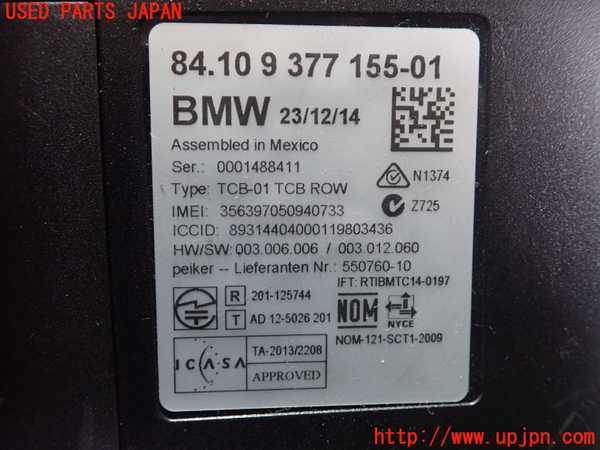 USED PARTS JAPAN
84.10 9 377 155-01
BMW 23/12/14
Assembled in Mexico
Ser.: 0001488411
N1374
Type: TCB-01 TCB ROW
IMEI: 356397050940733
Z725
ICCID: 89314404000119803436
HW/SW: 003.006.006 / 003.012.060
peiker -- Lieferanten Nr.: 550760-10
IFT: RTIBMTC14-0197
R 201-125744
T AD 12-5026 201
NOM
NYCE
NOM-121-SCT1-2009
ICASA
TA-2013/2208
APPROVED
http://www.upjpn.com/